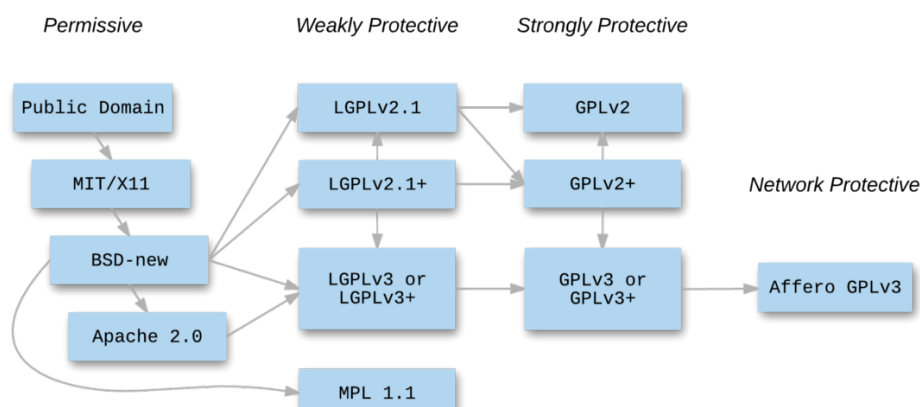 Permissive
Weakly Protective
Strongly Protective
Public Domain
LGPLv2.1
GPLv2
MIT/X11
LGPLv2.1+
GPLv2+
Network Protective
BSD-new
LGPLv3 or
LGPLv3+
GPLv3 or
GPLv3+
Affero GPLv3
Apache 2.0
MPL 1.1